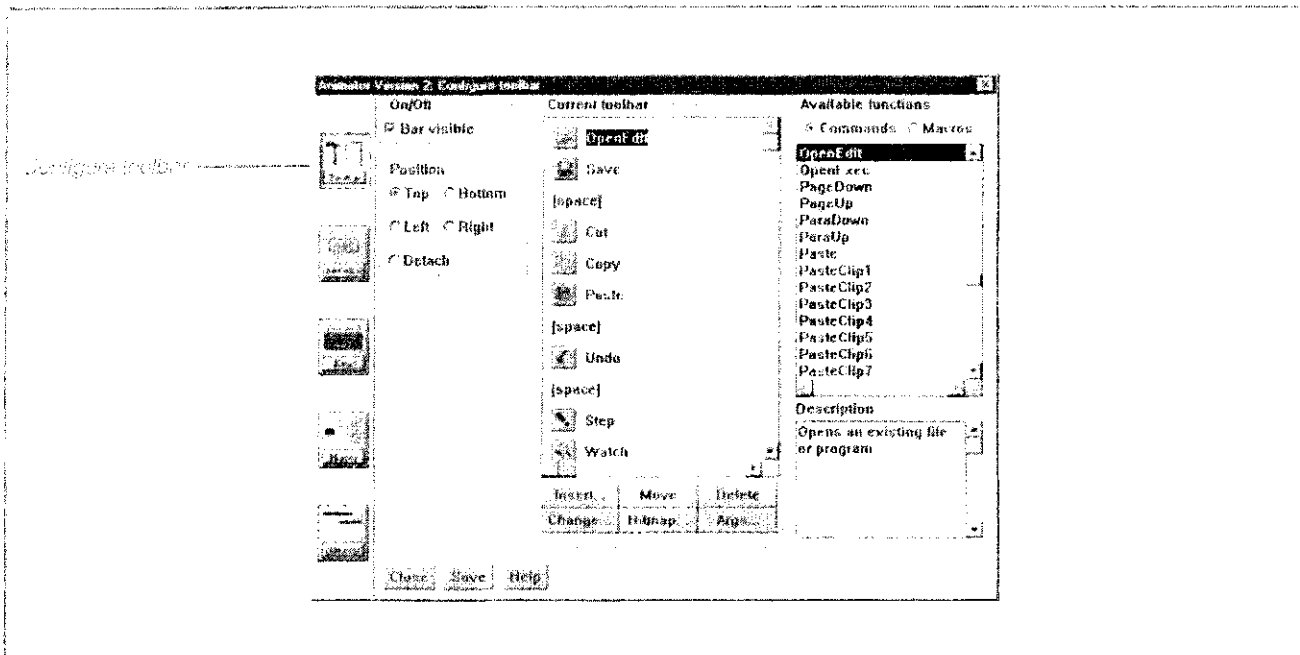 Animator Version 2: Configure toolbar
Configure toolbar
On/Off
Bar visible
Position
Top Bottom
Left Right
Detach
Close Save Help
Current toolbar
OpenEdit
Save
[space]
Cut
Copy
Paste
[space]
Undo
[space]
Step
Watch
Insert... Move Delete
Change... Args...
Available functions
Commands Macros
OpenEdit
OpenExec
PageDown
PageUp
ParaDown
ParaUp
Paste
PasteClip1
PasteClip2
PasteClip3
PasteClip4
PasteClip5
PasteClip6
PasteClip7
Description
Opens an existing file
or program